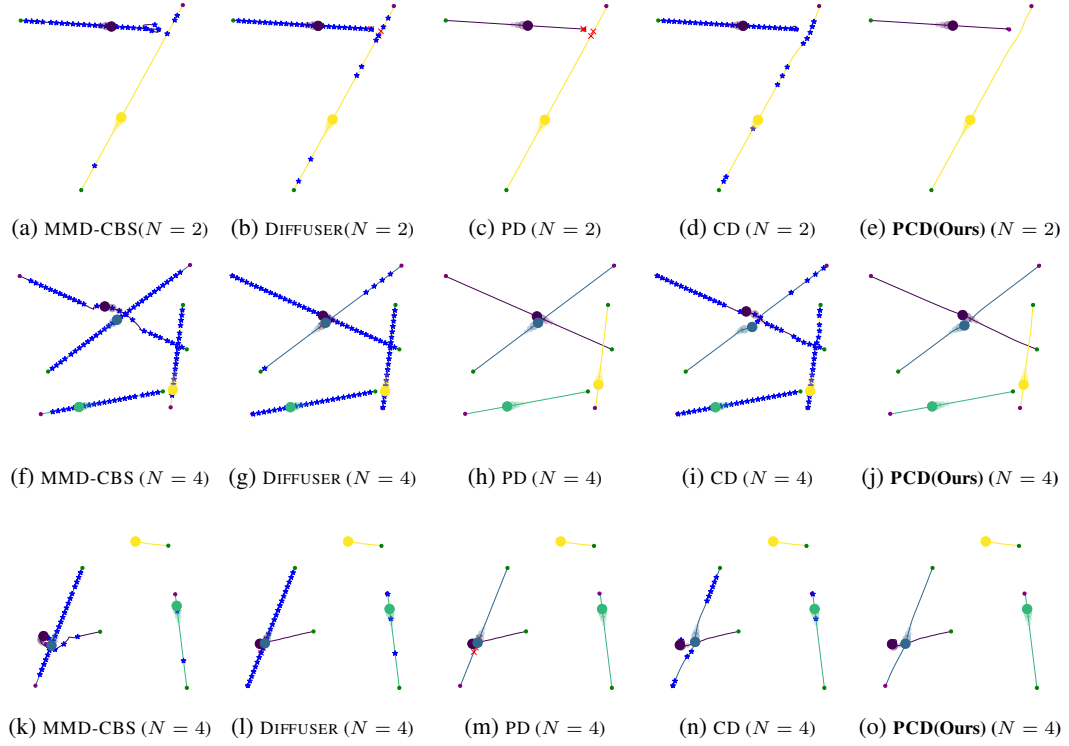 (a) MMD-CBS(N = 2) (b) DIFFUSER(N = 2) (c) PD (N = 2) (d) CD (N = 2) (e) PCD(Ours) (N = 2)
(f) MMD-CBS (N = 4) (g) DIFFUSER (N = 4) (h) PD (N = 4) (i) CD (N = 4) (j) PCD(Ours) (N = 4)
(k) MMD-CBS (N = 4) (l) DIFFUSER(N = 4) (m) PD (N = 4) (n) CD (N = 4) (o) PCD(Ours) (N = 4)